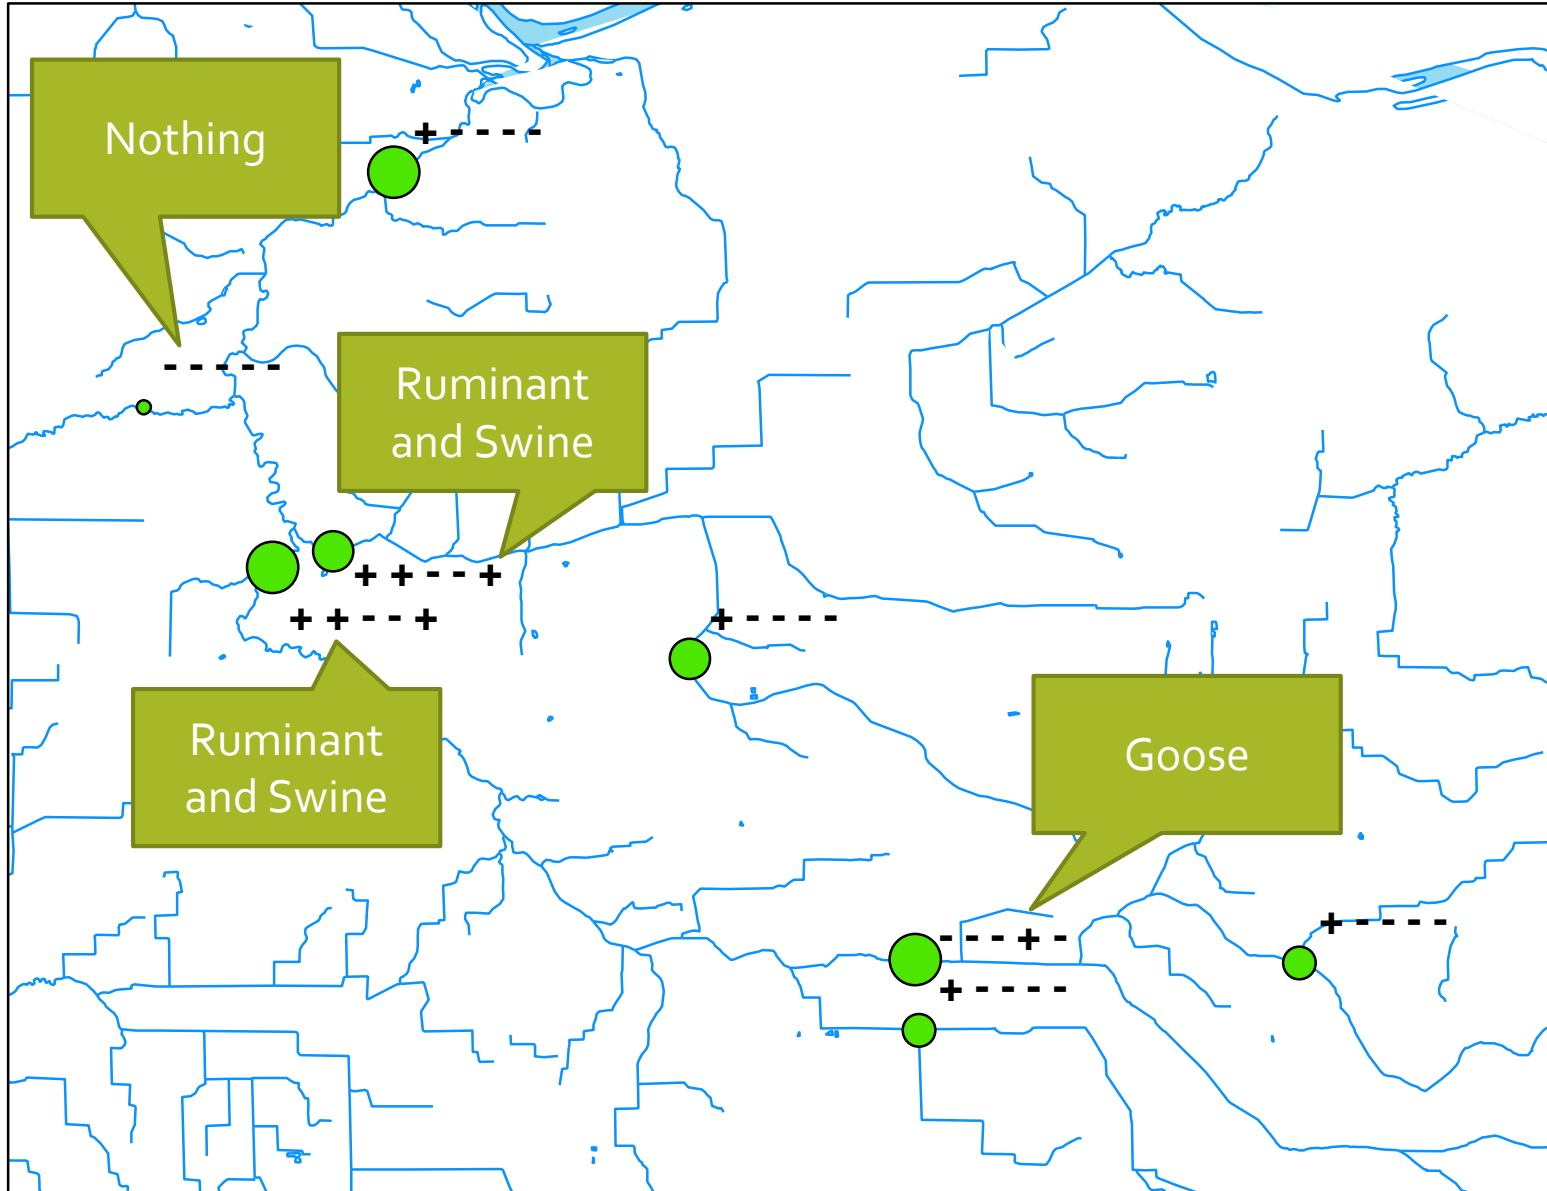 + - - - -
Nothing
- - - - -
Ruminant
and Swine
+ + - - +
+ + - - +
+ - - - -
Ruminant
and Swine
Goose
+ - - - -
- - - + -
+ - - - -